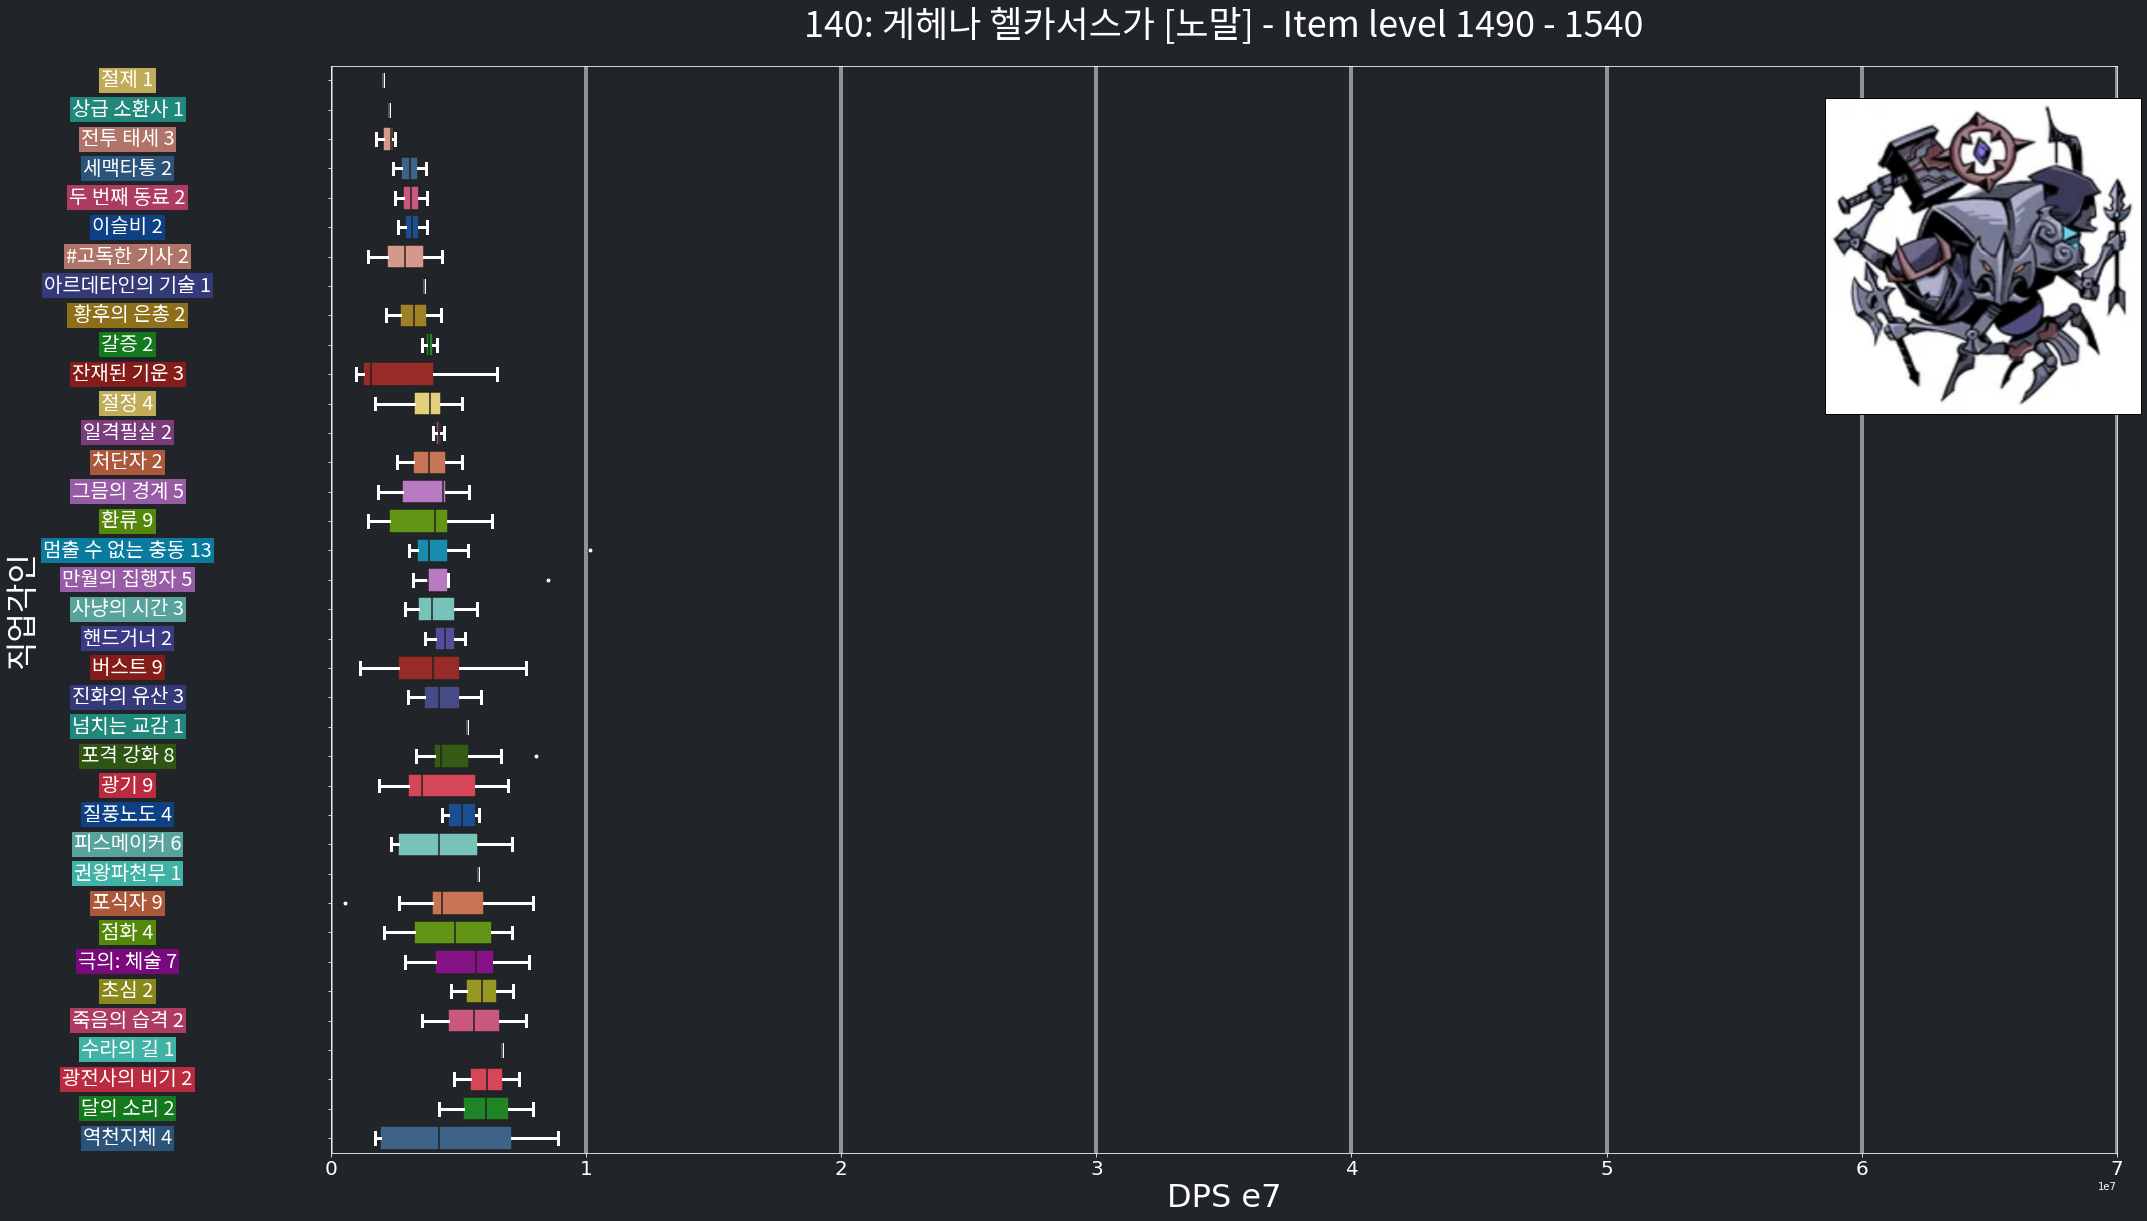 140: 게헤나 헬카서스가 [노말] - Item level 1490 - 1540
직업각인
절제 1
상급 소환사 1
전투 태세 3
세맥타통 2
두 번째 동료 2
이슬비 2
#고독한 기사 2
아르데타인의 기술 1
황후의 은총 2
갈증 2
잔재된 기운 3
절정 4
일격필살 2
처단자 2
그믐의 경계 5
환류 9
멈출 수 없는 충동 13
만월의 집행자 5
사냥의 시간 3
핸드거너 2
버스트 9
진화의 유산 3
넘치는 교감 1
포격 강화 8
광기 9
질풍노도 4
피스메이커 6
권왕파천무 1
포식자 9
점화 4
극의: 체술 7
초심 2
죽음의 습격 2
수라의 길 1
광전사의 비기 2
달의 소리 2
역천지체 4
0 1 2 3 4 5 6 7
1e7
DPS e7